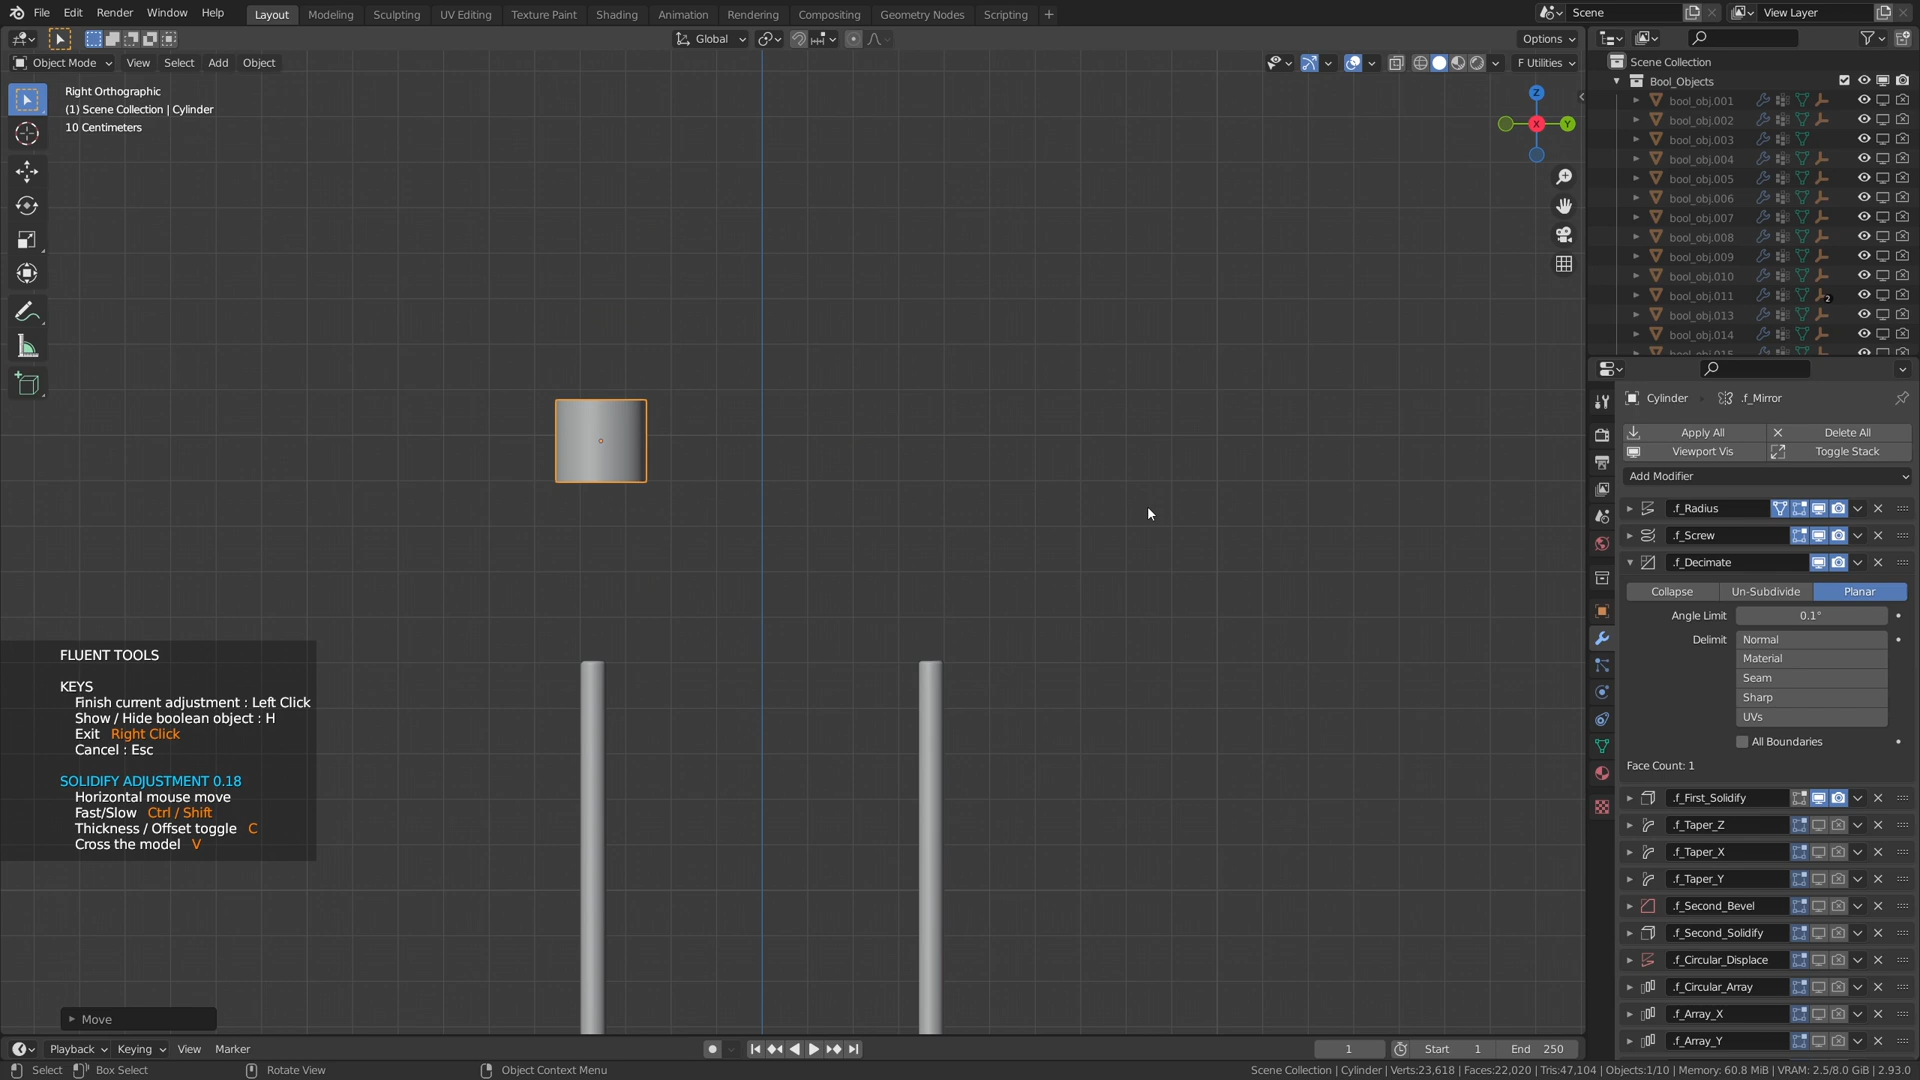 File Edit Render Window Help Layout Modeling Sculpting UV Editing Texture Paint Shading Animation Rendering Compositing Geometry Nodes Scripting + Scene View Layer
Global Options
Object Mode View Select Add Object F Utilities
Right Orthographic
(1) Scene Collection | Cylinder
10 Centimeters
Z
X
Y
Scene Collection
Bool_Objects
bool_obj.001
bool_obj.002
bool_obj.003
bool_obj.004
bool_obj.005
bool_obj.006
bool_obj.007
bool_obj.008
bool_obj.009
bool_obj.010
bool_obj.011 2
bool_obj.013
bool_obj.014
bool_obj.015
Cylinder .f_Mirror
Apply All Delete All
Viewport Vis Toggle Stack
Add Modifier
.f_Radius
.f_Screw
.f_Decimate
Collapse Un-Subdivide Planar
Angle Limit 0.1°
Delimit Normal
Material
Seam
Sharp
UVs
All Boundaries
Face Count: 1
.f_First_Solidify
.f_Taper_Z
.f_Taper_X
.f_Taper_Y
.f_Second_Bevel
.f_Second_Solidify
.f_Circular_Displace
.f_Circular_Array
.f_Array_X
.f_Array_Y
FLUENT TOOLS
KEYS
Finish current adjustment : Left Click
Show / Hide boolean object : H
Exit Right Click
Cancel : Esc
SOLIDIFY ADJUSTMENT 0.18
Horizontal mouse move
Fast/Slow Ctrl / Shift
Thickness / Offset toggle C
Cross the model V
Move
Playback Keying View Marker 1 Start 1 End 250
Select Box Select Rotate View Object Context Menu Scene Collection | Cylinder | Verts:23,618 | Faces:22,020 | Tris:47,104 | Objects:1/10 | Memory: 60.8 MiB | VRAM: 2.5/8.0 GiB | 2.93.0